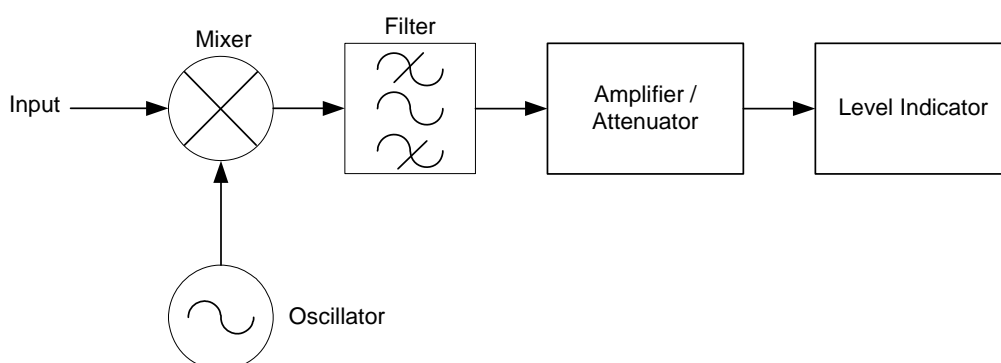 Filter
Mixer
Input
Amplifier /
Attenuator
Level Indicator
Oscillator